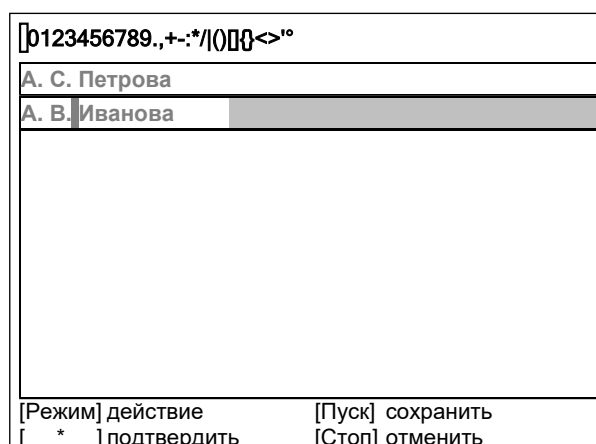 0123456789.,+-:*/|()[]{}<>'"°
А. С. Петрова
А. В. Иванова
[Режим] действие [Пуск] сохранить
[ * ] подтвердить [Стоп] отменить